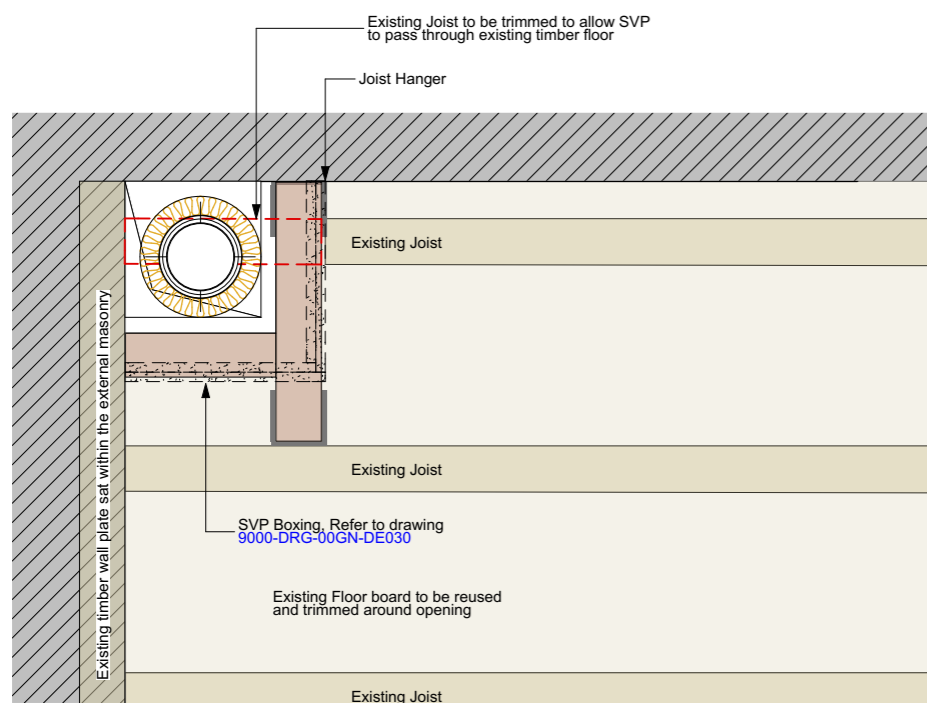 Existing Joist to be trimmed to allow SVP
to pass through existing timber floor
Joist Hanger
Existing Joist
Existing timber wall plate sat within the external masonry
Existing Joist
SVP Boxing, Refer to drawing
9000-DRG-00GN-DE030
Existing Floor board to be reused
and trimmed around opening
Existing Joist